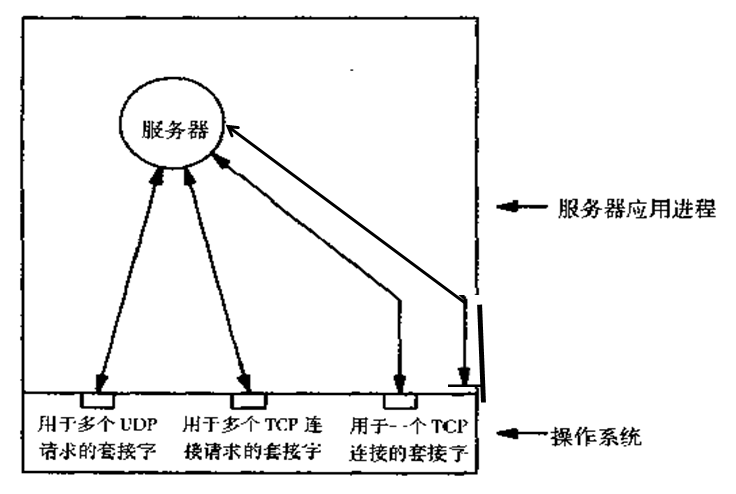 服务器
服务器应用进程
用于多个 UDP
请求的套接字
用于多个 TCP 连
接请求的套接字
用于一个 TCP
连接的套接字
操作系统